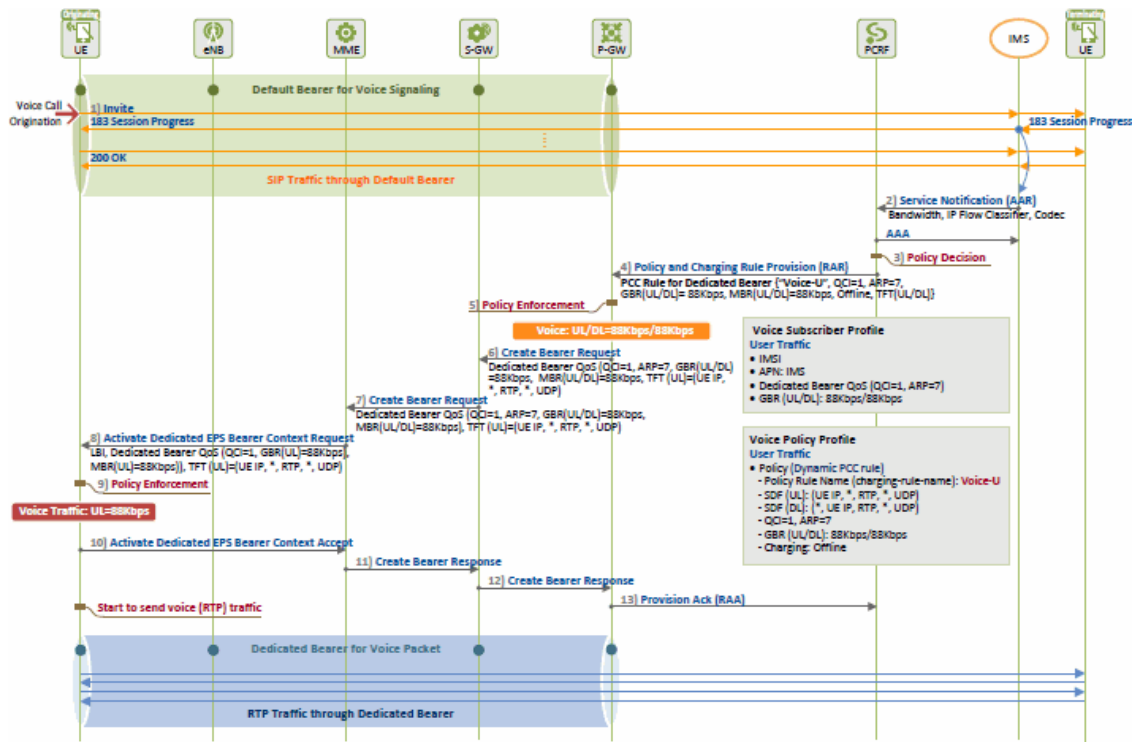 Originating
Terminating
UE
eNB
MME
S-GW
P-GW
PCRF
IMS
UE
Default Bearer for Voice Signaling
Voice Call
Origination
1) Invite
183 Session Progress
183 Session Progress
200 OK
SIP Traffic through Default Bearer
2) Service Notification (AAR)
Bandwidth, IP Flow Classifier, Codec
AAA
3) Policy Decision
4) Policy and Charging Rule Provision (RAR)
PCC Rule for Dedicated Bearer {"Voice-U", QCI=1, ARP=7,
GBR(UL/DL)= 88Kbps, MBR(UL/DL)=88Kbps, Offline, TFT(UL/DL)}
5) Policy Enforcement
Voice: UL/DL=88Kbps/88Kbps
6) Create Bearer Request
Dedicated Bearer QoS (QCI=1, ARP=7, GBR(UL/DL)
=88Kbps, MBR(UL/DL)=88Kbps, TFT (UL)=(UE IP,
*, RTP, *, UDP)
7) Create Bearer Request
Dedicated Bearer QoS (QCI=1, ARP=7, GBR(UL/DL)=88Kbps,
MBR(UL/DL)=88Kbps), TFT (UL)=(UE IP, *, RTP, *, UDP)
8) Activate Dedicated EPS Bearer Context Request
LBI, Dedicated Bearer QoS (QCI=1, GBR(UL)=88Kbps),
MBR(UL)=88Kbps)), TFT (UL)=(UE IP, *, RTP, *, UDP)
9) Policy Enforcement
Voice Traffic: UL=88Kbps
10) Activate Dedicated EPS Bearer Context Accept
11) Create Bearer Response
12) Create Bearer Response
13) Provision Ack (RAA)
Start to send voice (RTP) traffic
Voice Subscriber Profile
User Traffic
• IMSI
• APN: IMS
• Dedicated Bearer QoS (QCI=1, ARP=7)
• GBR (UL/DL): 88Kbps/88Kbps
Voice Policy Profile
User Traffic
• Policy (Dynamic PCC rule)
- Policy Rule Name (charging-rule-name): Voice-U
- SDF (UL): (UE IP, *, RTP, *, UDP)
- SDF (DL): (*, UE IP, RTP, *, UDP)
- QCI=1, ARP=7
- GBR (UL/DL): 88Kbps/88Kbps
- Charging: Offline
Dedicated Bearer for Voice Packet
RTP Traffic through Dedicated Bearer